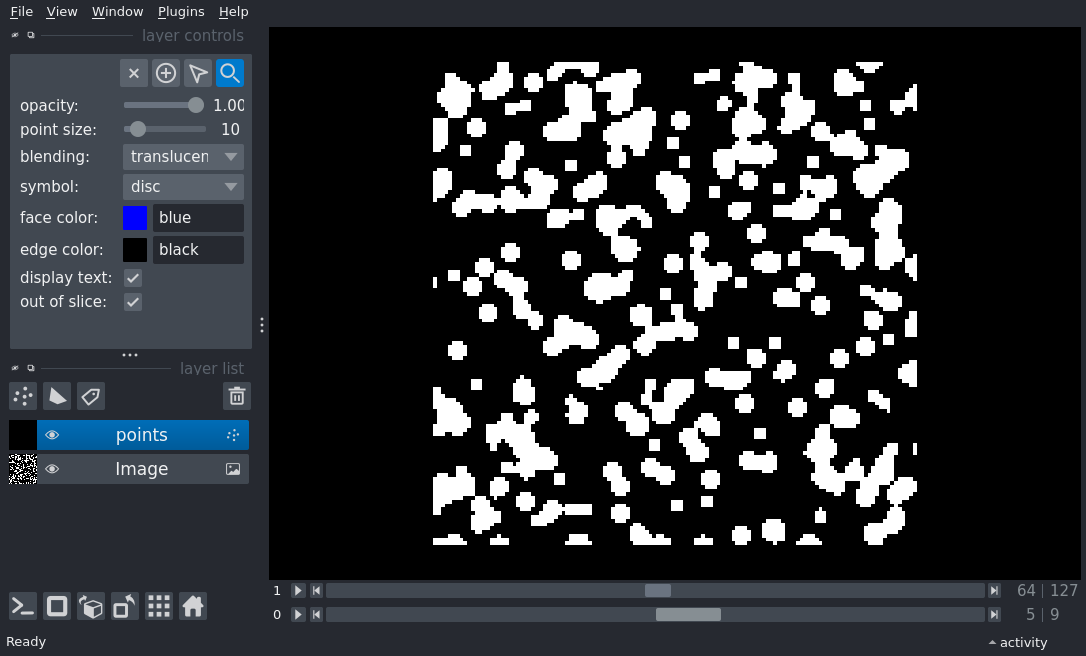 File View Window Plugins Help
layer controls
opacity: 1.00
point size: 10
blending: translucen
symbol: disc
face color: blue
edge color: black
display text:
out of slice:
layer list
points
Image
1 64 | 127
0 5 | 9
Ready activity